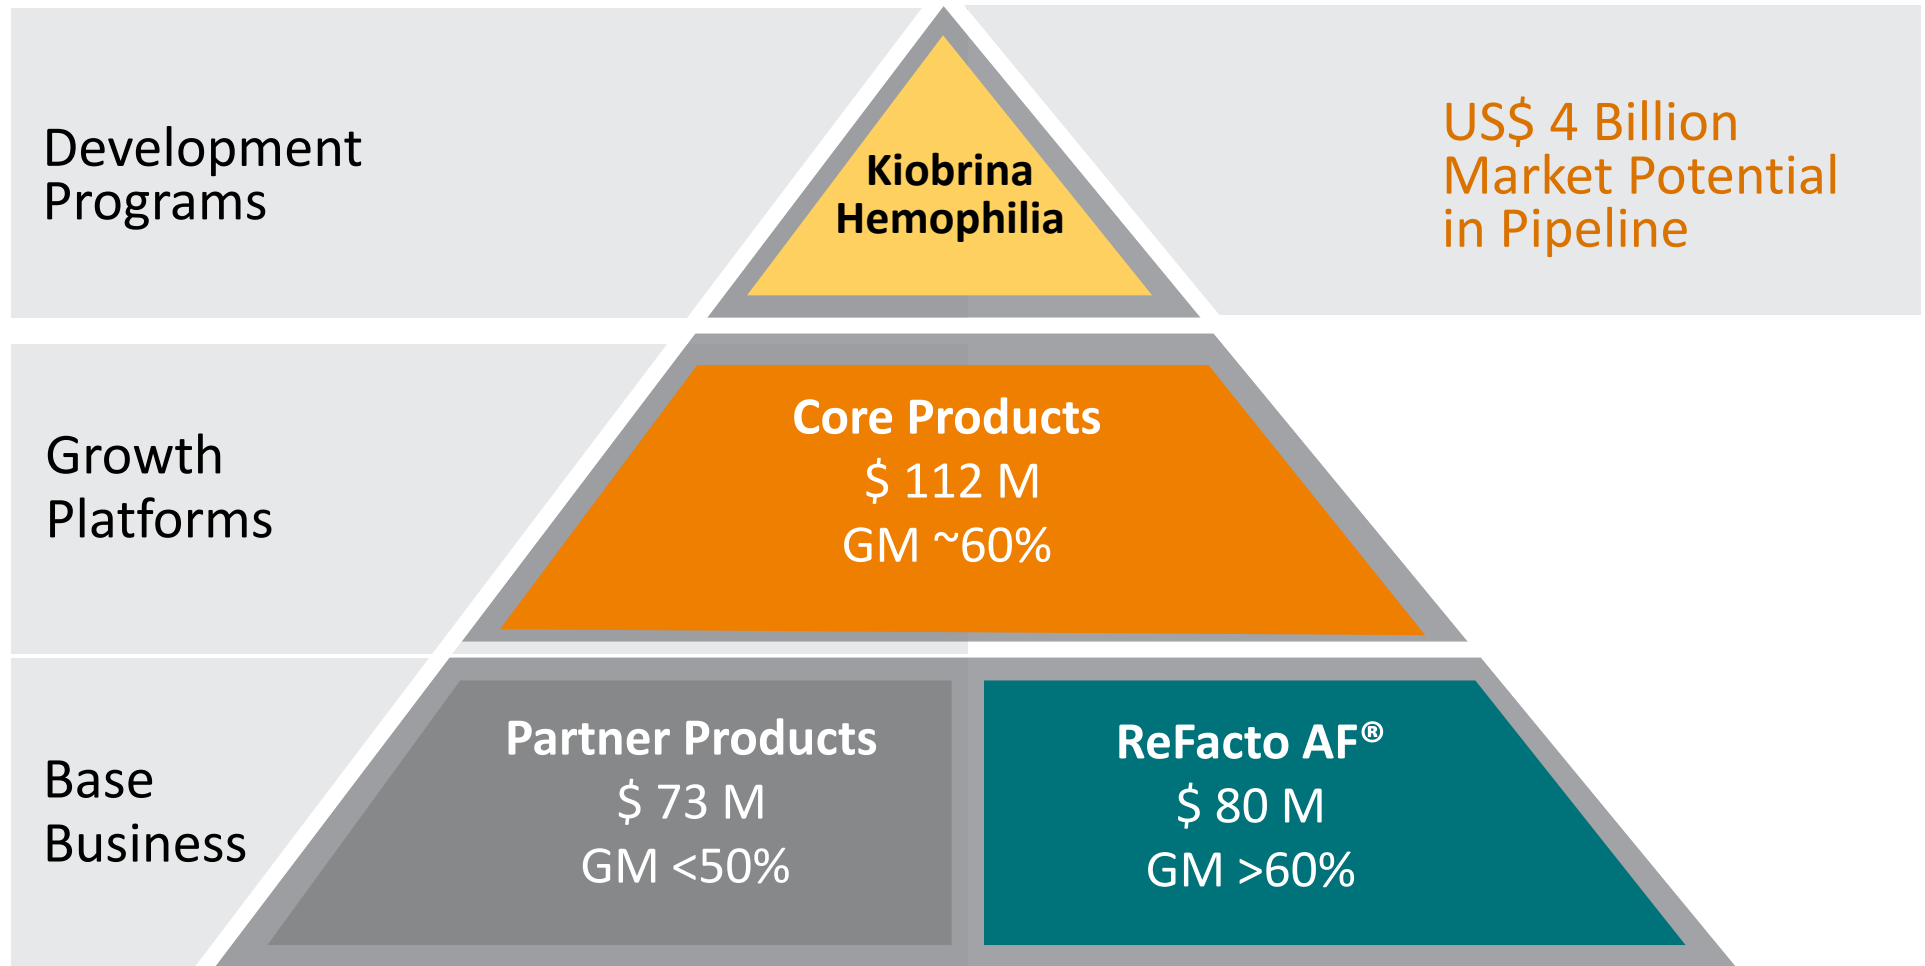 Development
Programs
Kiobrina
Hemophilia
US$ 4 Billion
Market Potential
in Pipeline
Growth
Platforms
Core Products
$ 112 M
GM ~60%
Base
Business
Partner Products
$ 73 M
GM <50%
ReFacto AF®
$ 80 M
GM >60%